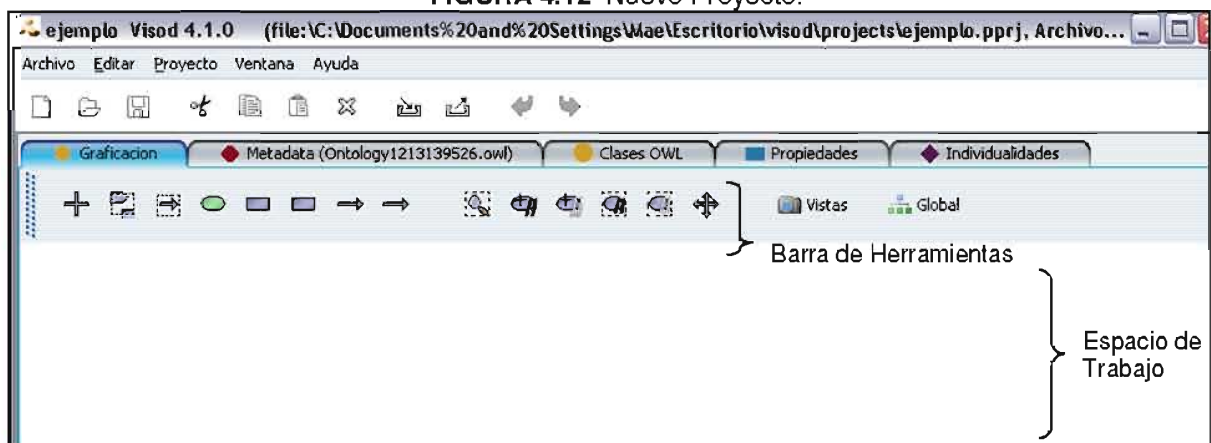 FIGURA 4.12 Nuevo Proyecto.
ejemplo Visod 4.1.0 (file:\C:\Documents%20and%20Settings\Mae\Escritorio\visod\projects\ejemplo.pprj, Archivo...
Archivo Editar Proyecto Ventana Ayuda
Graficacion Metadata (Ontology1213139526.owl) Clases OWL Propiedades Individualidades
Vistas Global
Barra de Herramientas
Espacio de
Trabajo